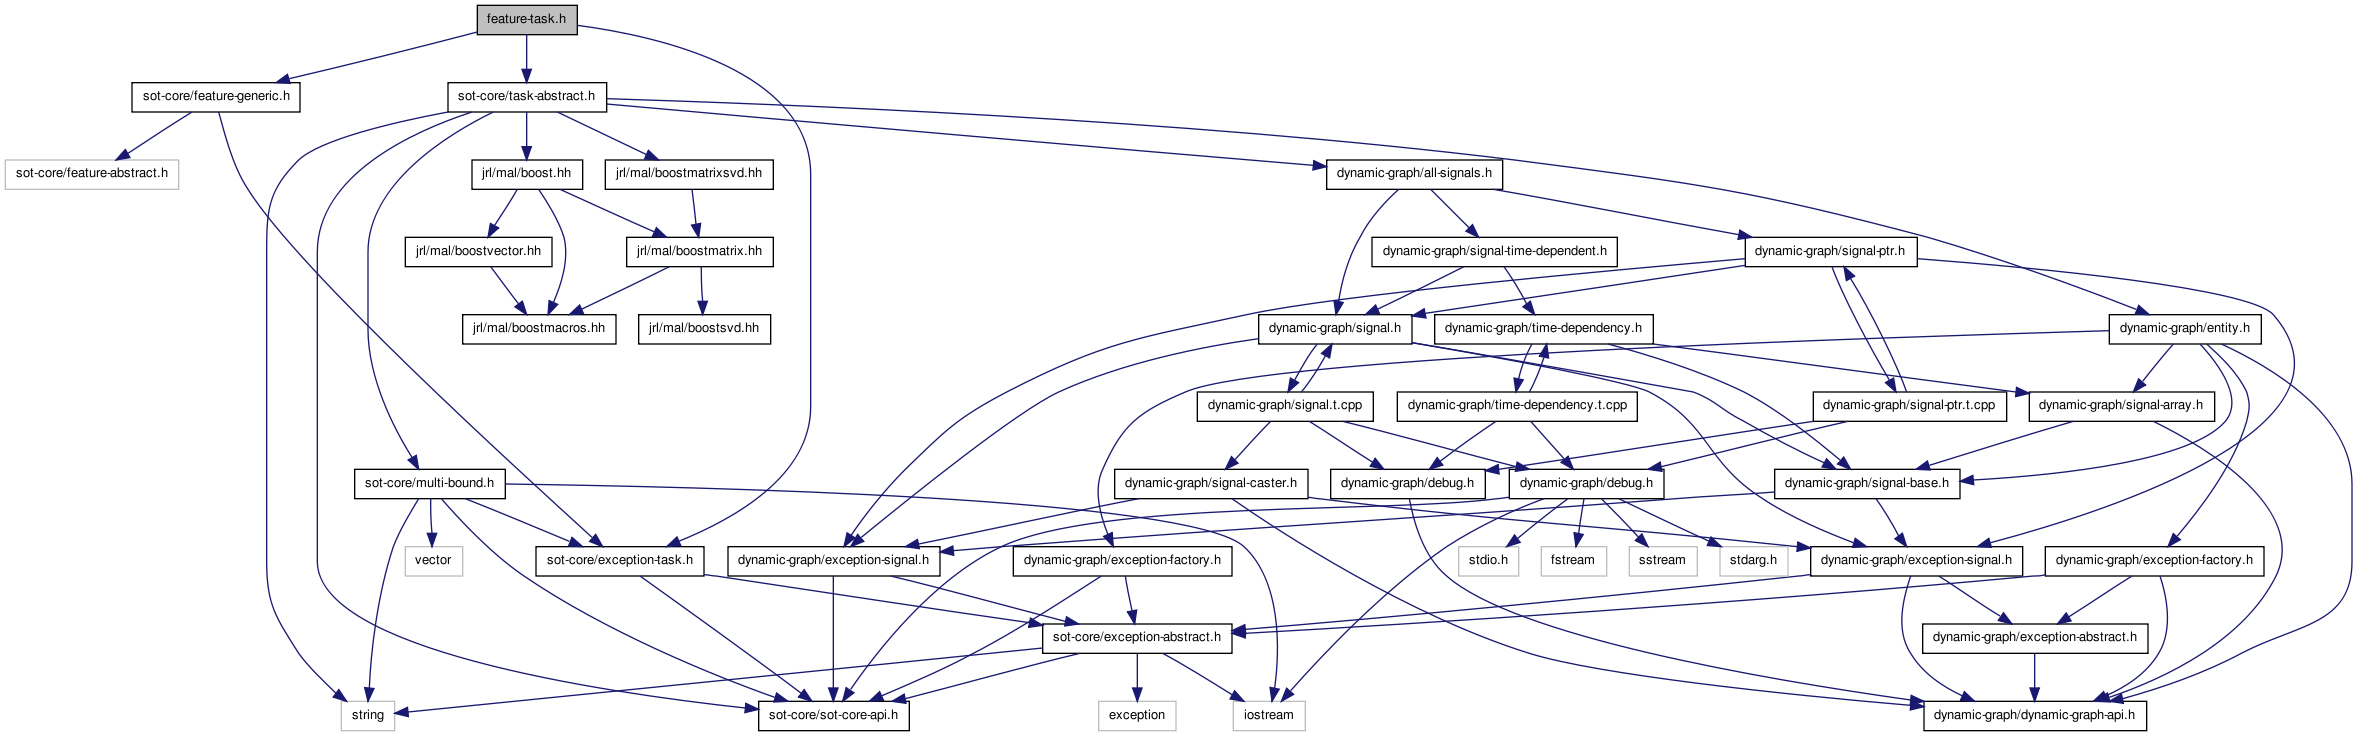 feature-task.h
sot-core/feature-generic.h
sot-core/task-abstract.h
sot-core/feature-abstract.h
jrl/mal/boost.hh
jrl/mal/boostmatrixsvd.hh
dynamic-graph/all-signals.h
jrl/mal/boostvector.hh
jrl/mal/boostmatrix.hh
dynamic-graph/signal-time-dependent.h
dynamic-graph/signal-ptr.h
jrl/mal/boostmacros.hh
jrl/mal/boostsvd.hh
dynamic-graph/signal.h
dynamic-graph/time-dependency.h
dynamic-graph/entity.h
dynamic-graph/signal.t.cpp
dynamic-graph/time-dependency.t.cpp
dynamic-graph/signal-ptr.t.cpp
dynamic-graph/signal-array.h
sot-core/multi-bound.h
dynamic-graph/signal-caster.h
dynamic-graph/debug.h
dynamic-graph/debug.h
dynamic-graph/signal-base.h
vector
sot-core/exception-task.h
dynamic-graph/exception-signal.h
dynamic-graph/exception-factory.h
stdio.h
fstream
sstream
stdarg.h
dynamic-graph/exception-signal.h
dynamic-graph/exception-factory.h
sot-core/exception-abstract.h
dynamic-graph/exception-abstract.h
string
sot-core/sot-core-api.h
exception
iostream
dynamic-graph/dynamic-graph-api.h